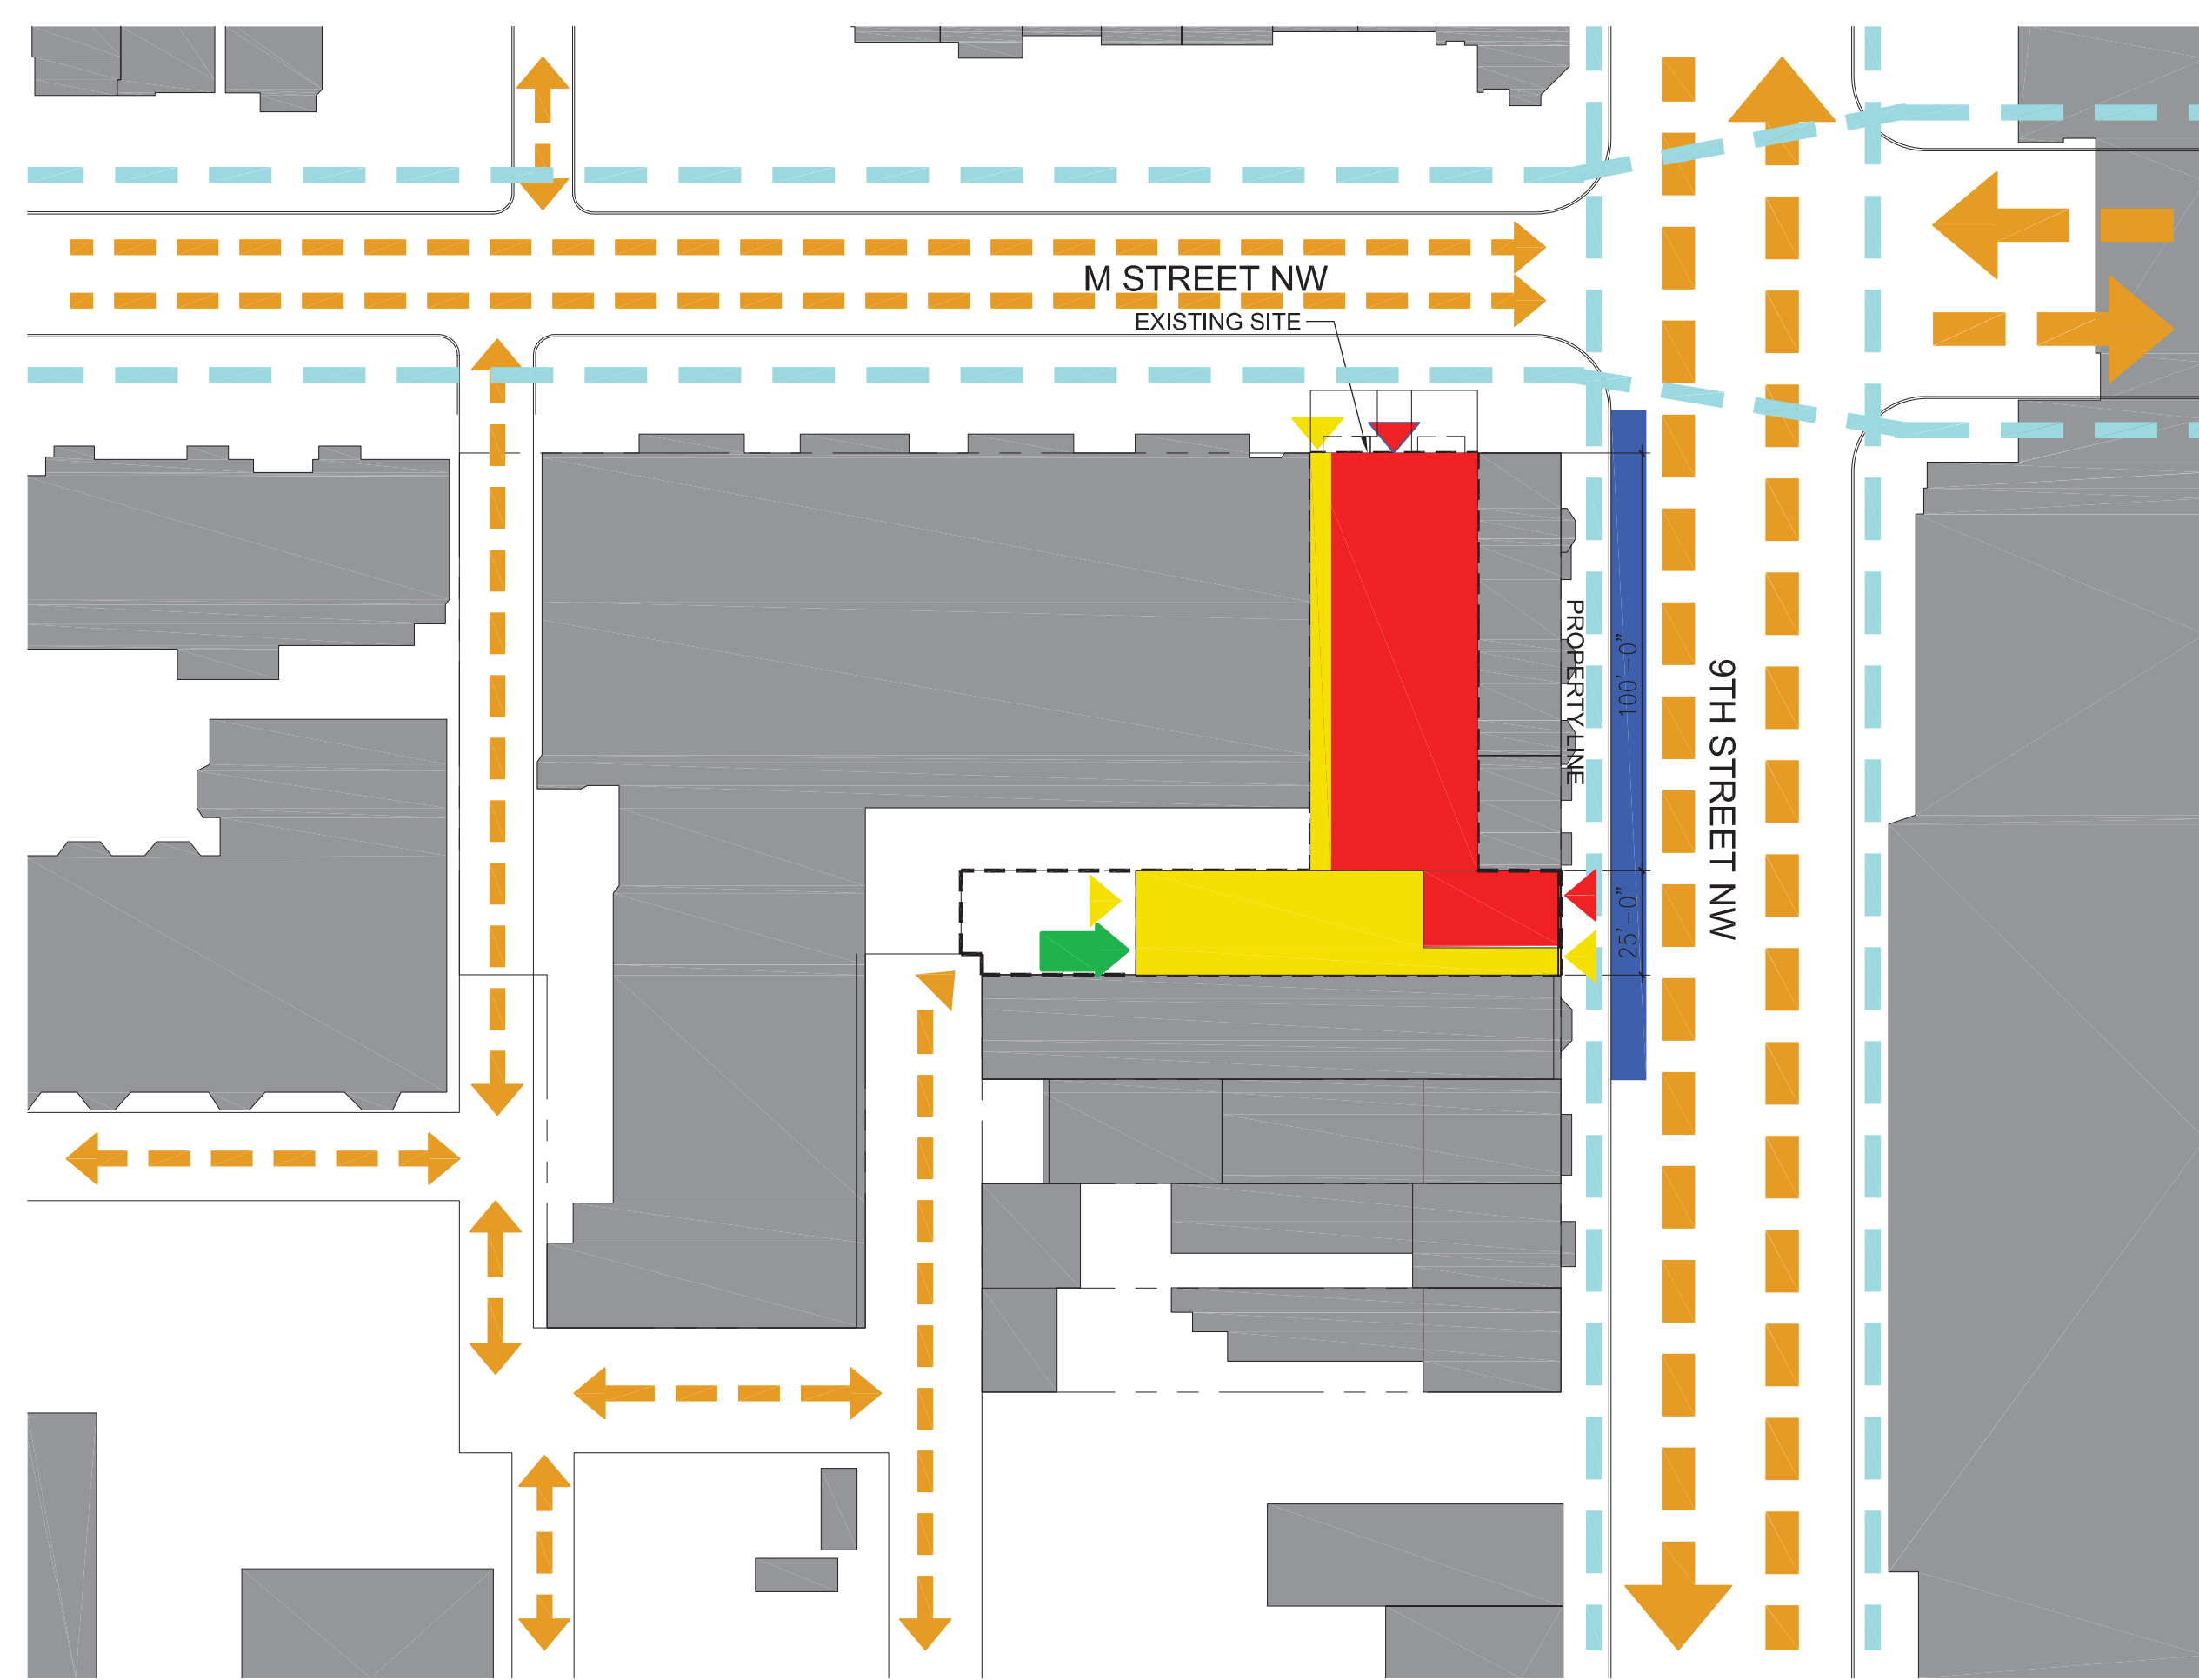 M STREET NW
EXISTING SITE
PROPERTY LINE
100'-0"
9TH STREET NW
25'-0"